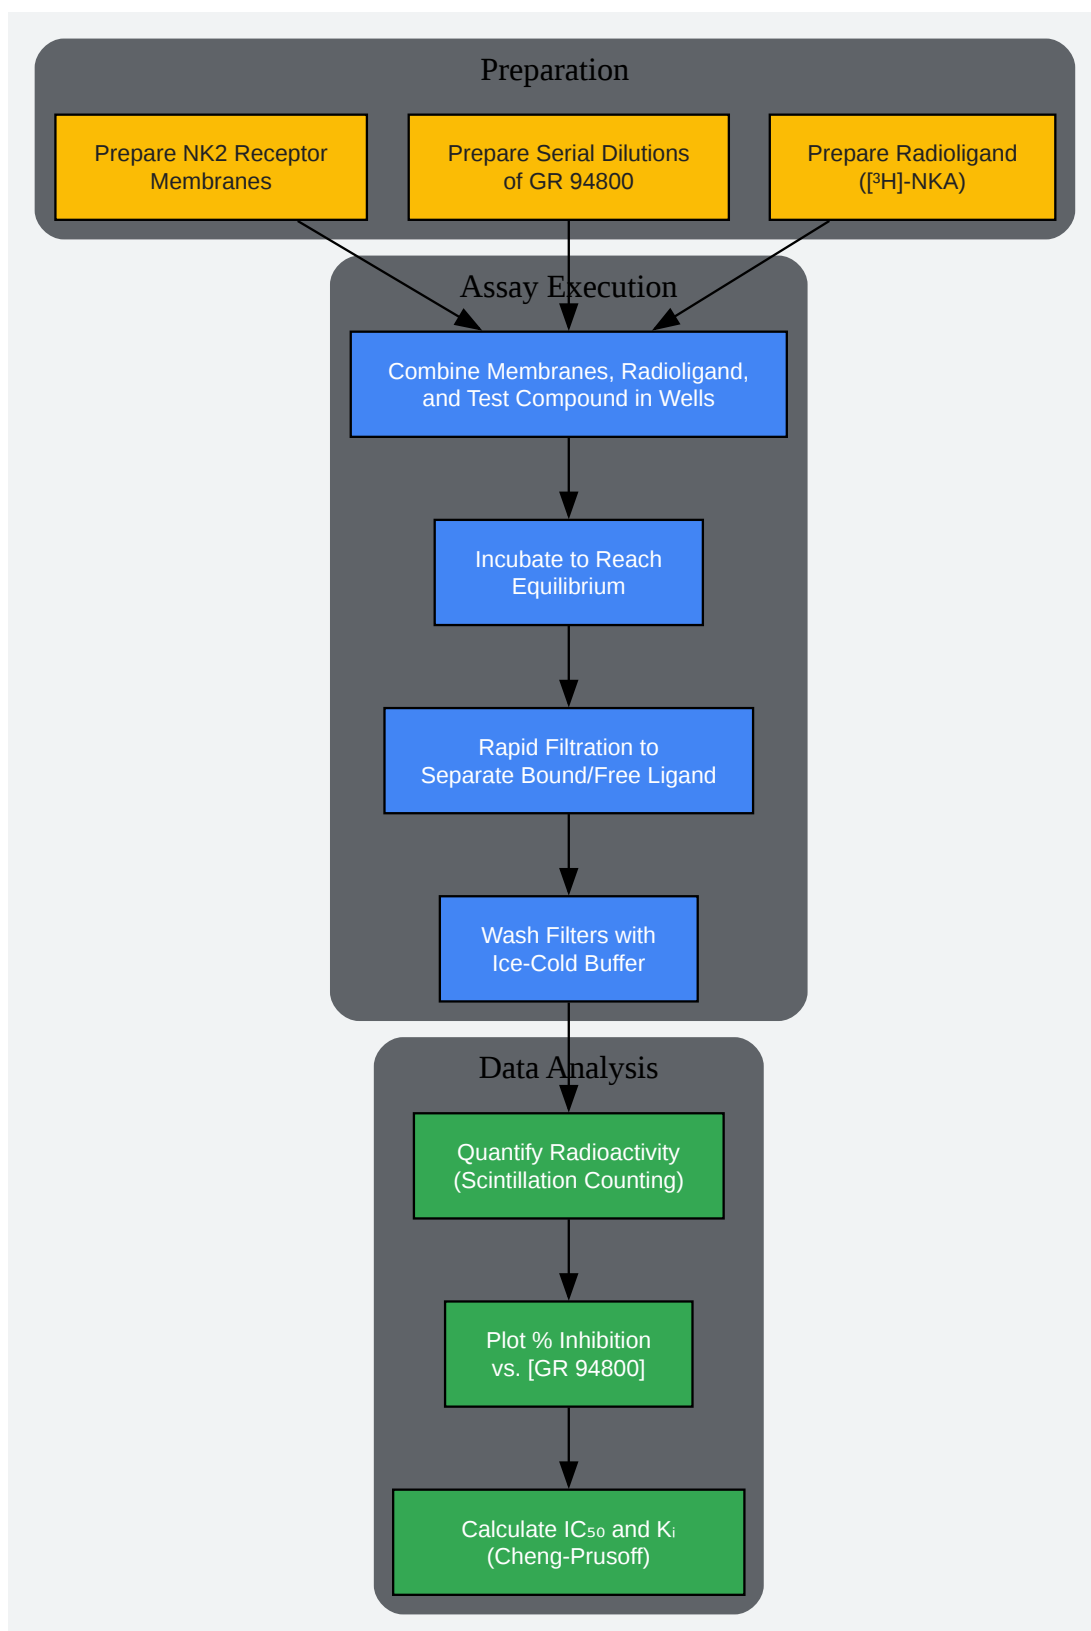 Preparation
Prepare NK2 Receptor
Membranes
Prepare Serial Dilutions
of GR 94800
Prepare Radioligand
([³H]-NKA)
Assay Execution
Combine Membranes, Radioligand,
and Test Compound in Wells
Incubate to Reach
Equilibrium
Rapid Filtration to
Separate Bound/Free Ligand
Wash Filters with
Ice-Cold Buffer
Data Analysis
Quantify Radioactivity
(Scintillation Counting)
Plot % Inhibition
vs. [GR 94800]
Calculate IC₅₀ and Kᵢ
(Cheng-Prusoff)